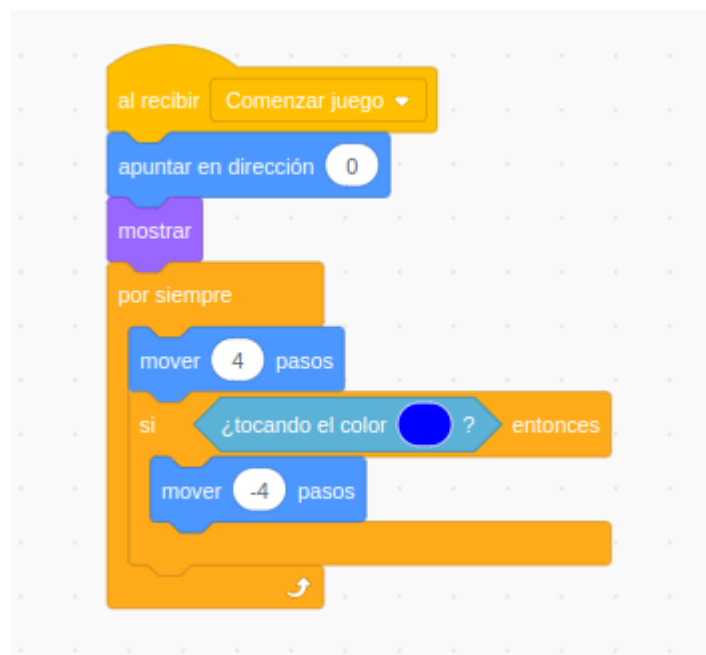 al recibir Comenzar juego
apuntar en dirección 0
mostrar
por siempre
mover 4 pasos
si ¿tocando el color ? entonces
mover -4 pasos